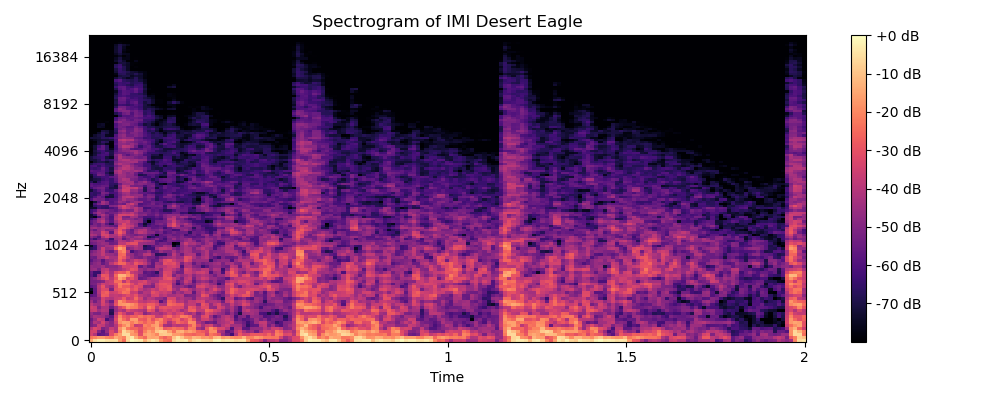 Spectrogram of IMI Desert Eagle
Hz
16384
8192
4096
2048
1024
512
0
0
0.5
1
1.5
2
Time
+0 dB
-10 dB
-20 dB
-30 dB
-40 dB
-50 dB
-60 dB
-70 dB